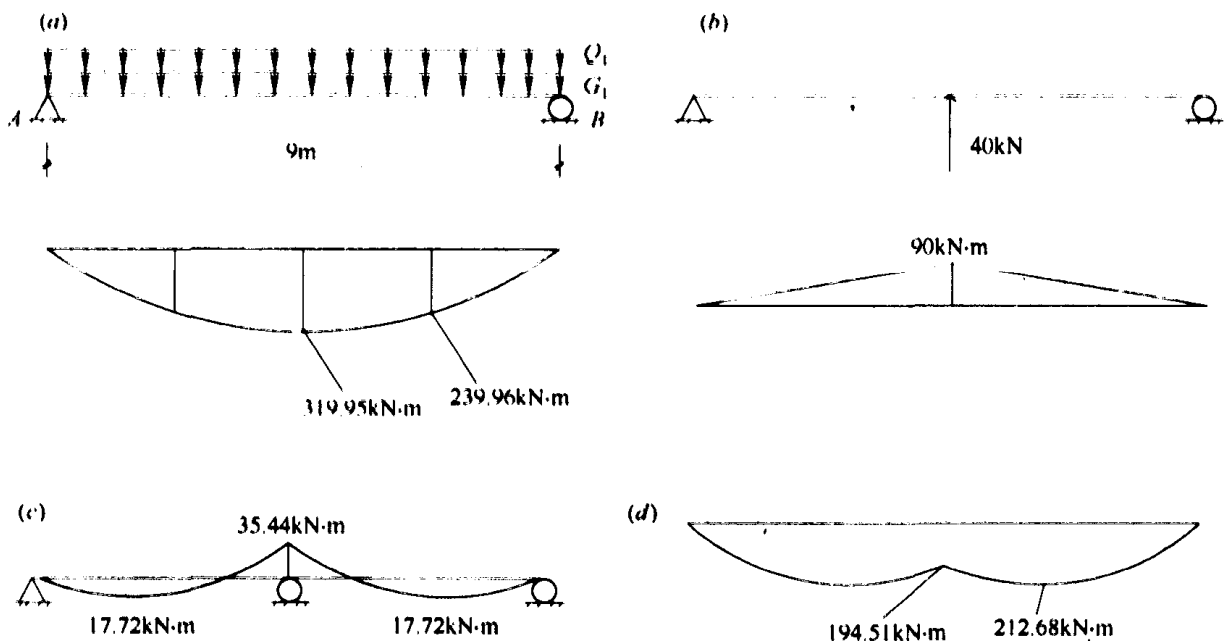 (a)
Q₁
G₁
A
B
9m
319.95kN·m
239.96kN·m
(b)
40kN
90kN·m
(c)
35.44kN·m
17.72kN·m
17.72kN·m
(d)
194.51kN·m
212.68kN·m